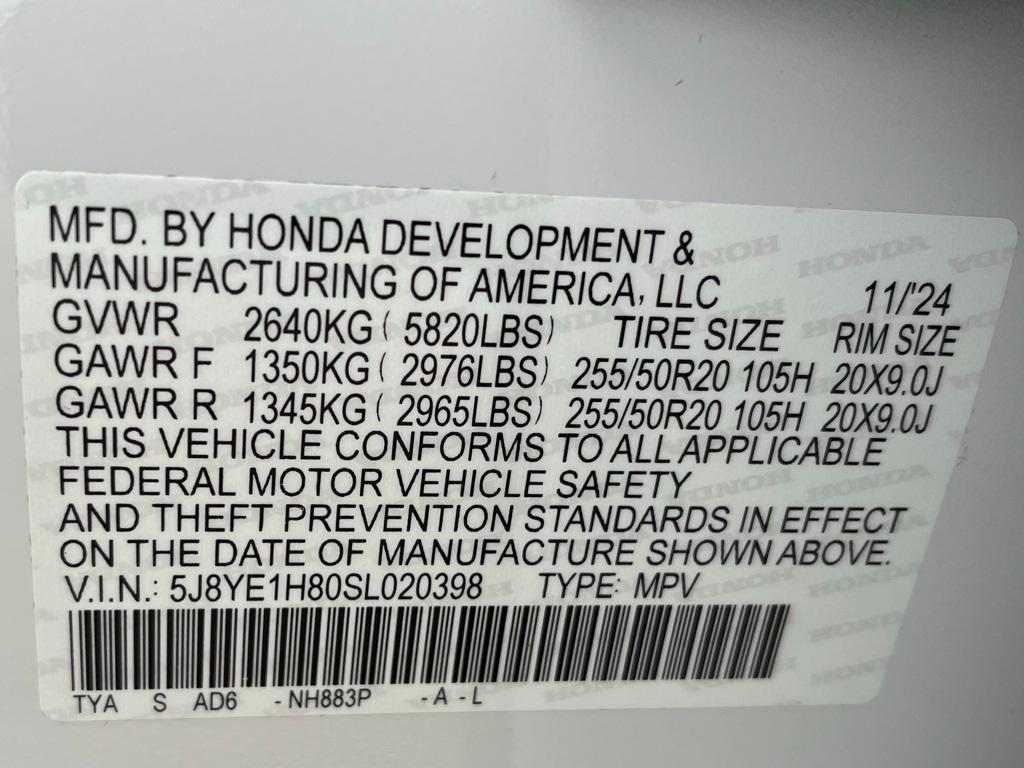 MFD. BY HONDA DEVELOPMENT &
MANUFACTURING OF AMERICA, LLC 11/'24
GVWR 2640KG ( 5820LBS) TIRE SIZE RIM SIZE
GAWR F 1350KG ( 2976LBS) 255/50R20 105H 20X9.0J
GAWR R 1345KG ( 2965LBS) 255/50R20 105H 20X9.0J
THIS VEHICLE CONFORMS TO ALL APPLICABLE
FEDERAL MOTOR VEHICLE SAFETY
AND THEFT PREVENTION STANDARDS IN EFFECT
ON THE DATE OF MANUFACTURE SHOWN ABOVE.
V.I.N.: 5J8YE1H80SL020398 TYPE: MPV
TYA S AD6 -NH883P -A-L